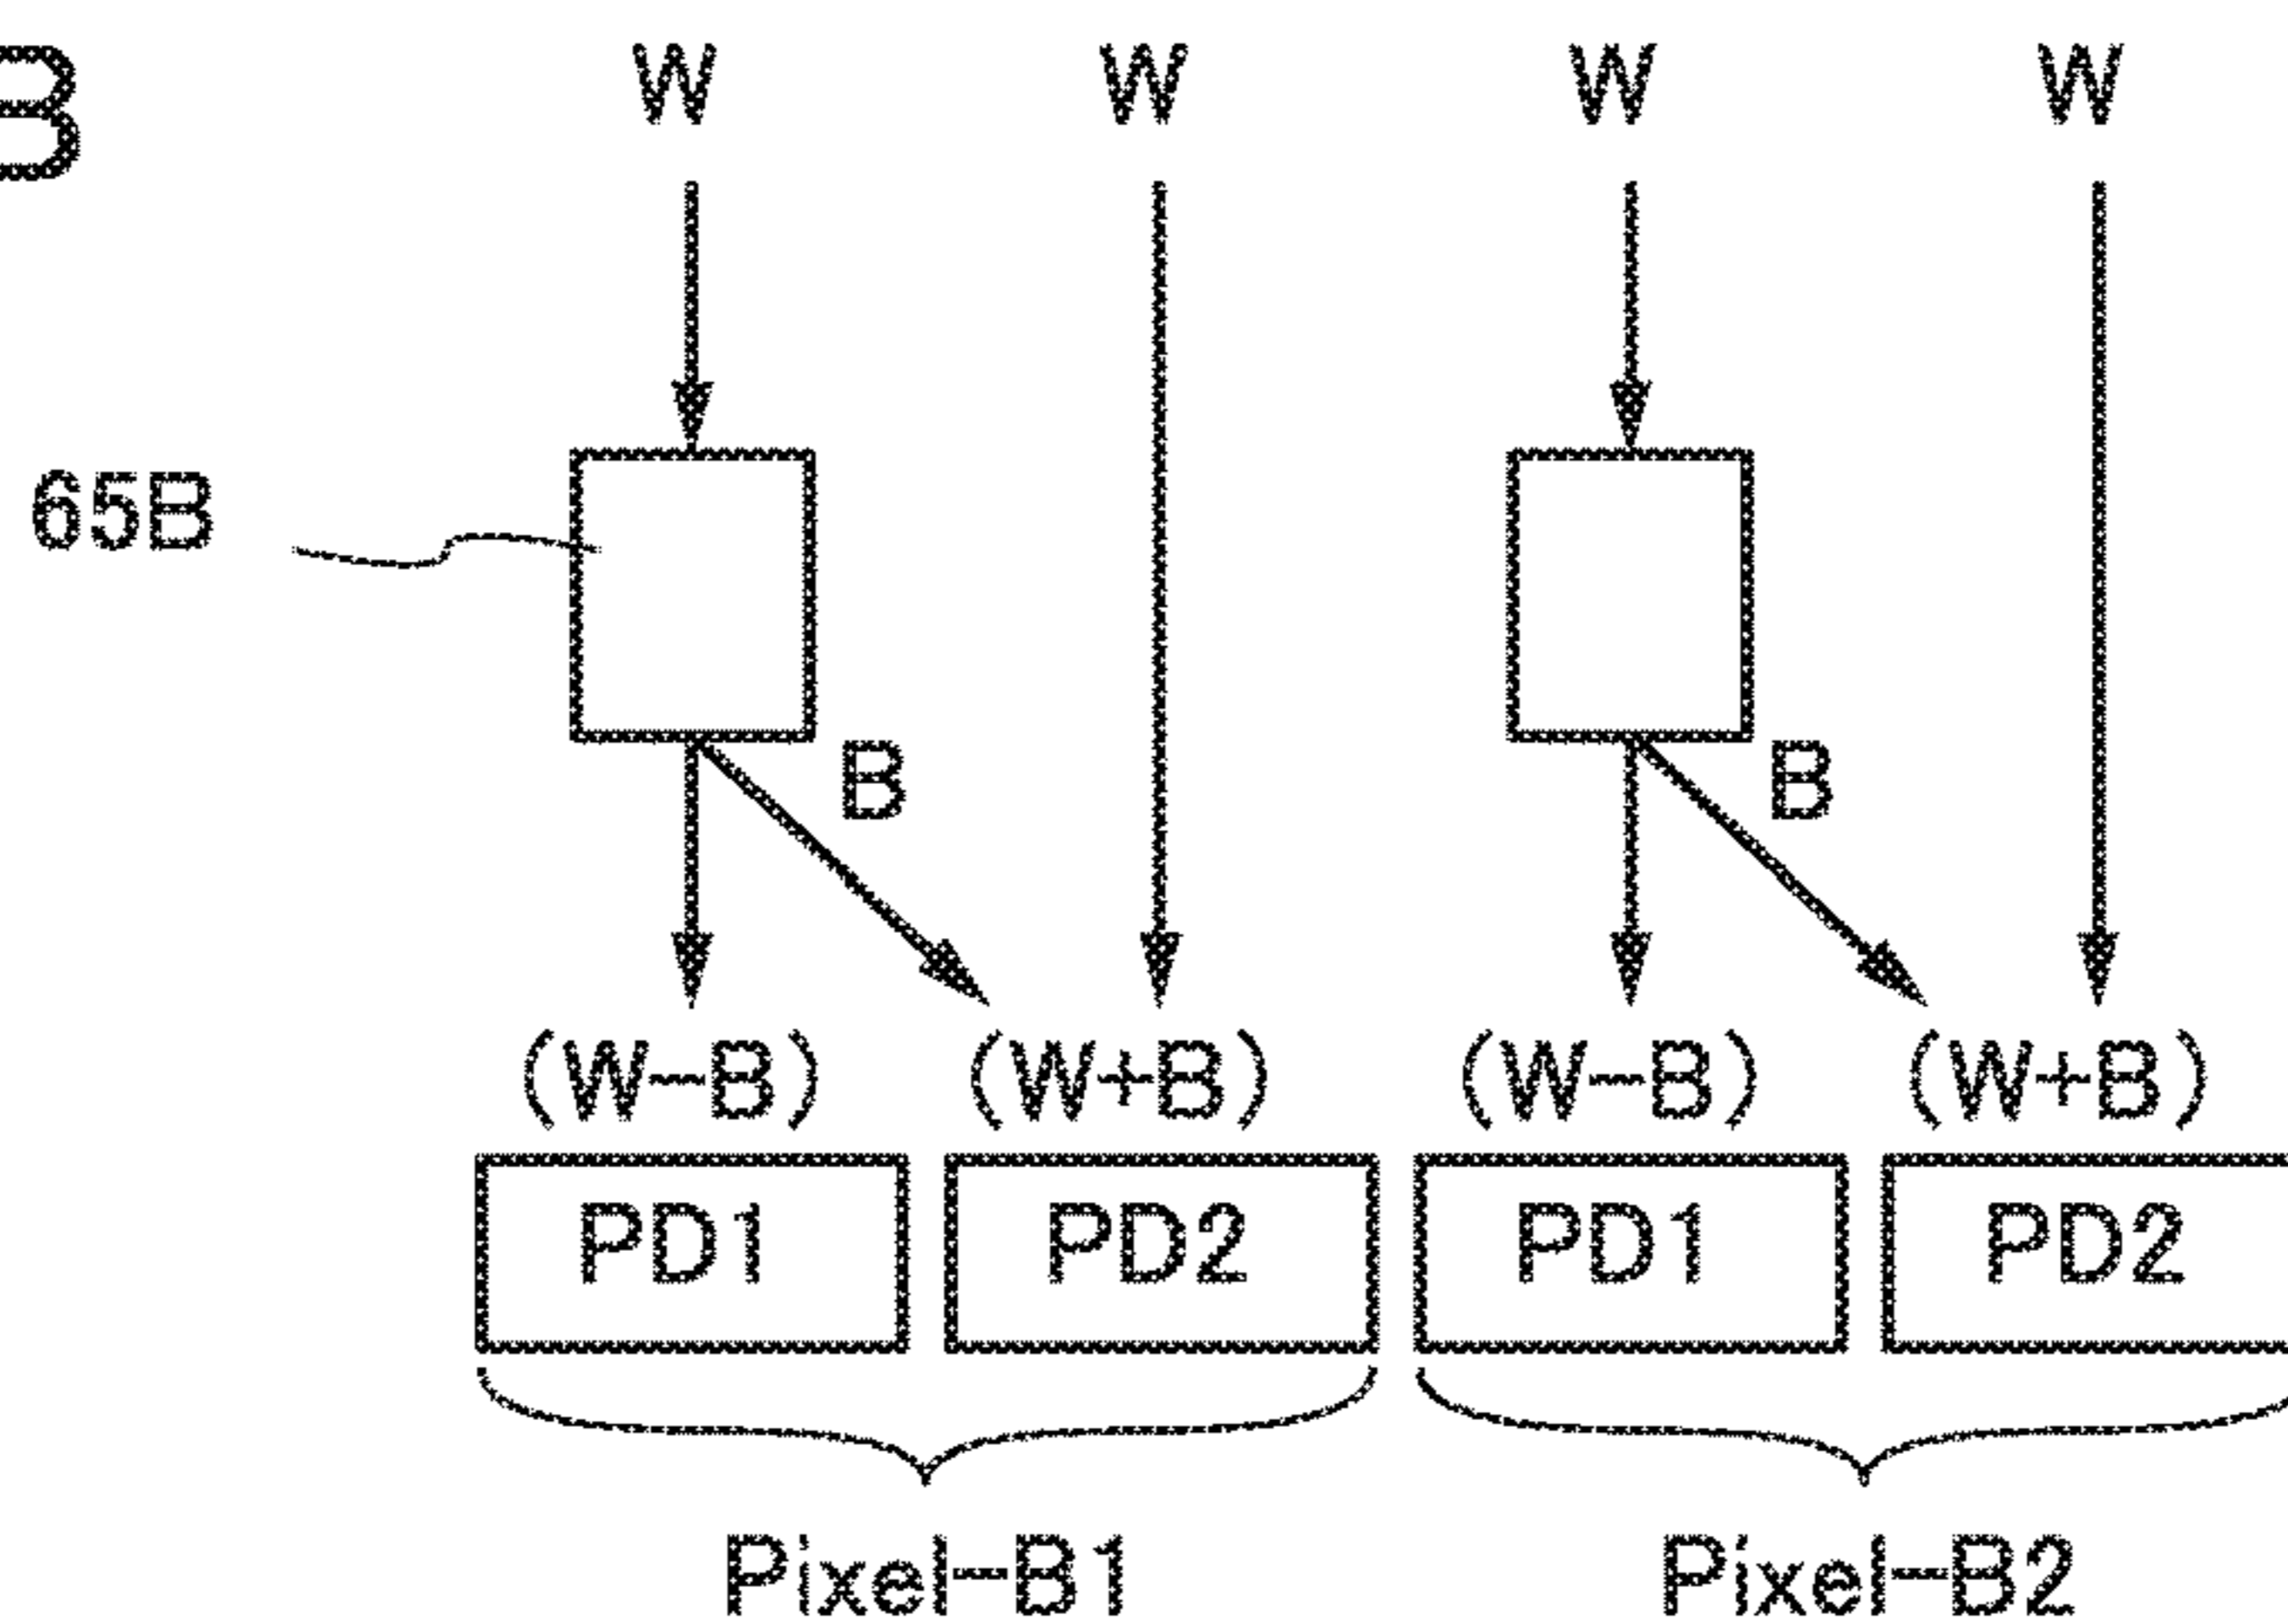 B
W W W W
65B
B B
(W-B) (W+B) (W-B) (W+B)
PD1 PD2 PD1 PD2
Pixel-B1 Pixel-B2